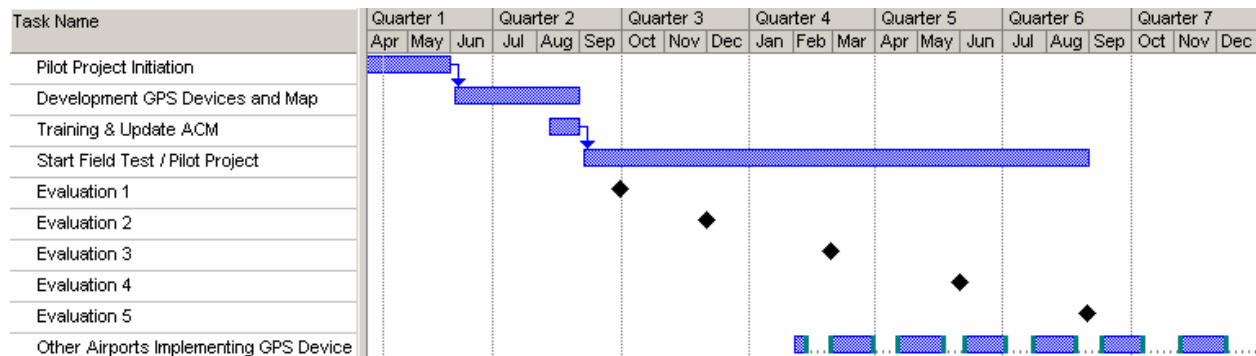 Task Name Quarter 1 Quarter 2 Quarter 3 Quarter 4 Quarter 5 Quarter 6 Quarter 7
Apr May Jun Jul Aug Sep Oct Nov Dec Jan Feb Mar Apr May Jun Jul Aug Sep Oct Nov Dec
Pilot Project Initiation
Development GPS Devices and Map
Training & Update ACM
Start Field Test / Pilot Project
Evaluation 1
Evaluation 2
Evaluation 3
Evaluation 4
Evaluation 5
Other Airports Implementing GPS Device